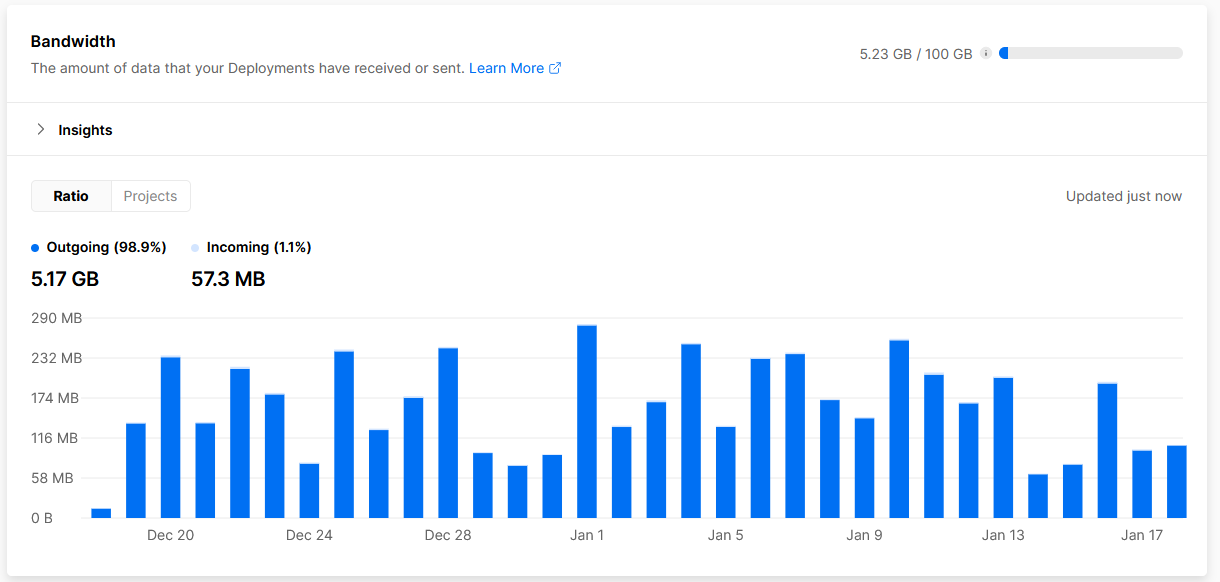 Bandwidth
The amount of data that your Deployments have received or sent. Learn More
5.23 GB / 100 GB
Insights
Ratio Projects
Updated just now
Outgoing (98.9%) Incoming (1.1%)
5.17 GB 57.3 MB
290 MB
232 MB
174 MB
116 MB
58 MB
0 B
Dec 20 Dec 24 Dec 28 Jan 1 Jan 5 Jan 9 Jan 13 Jan 17